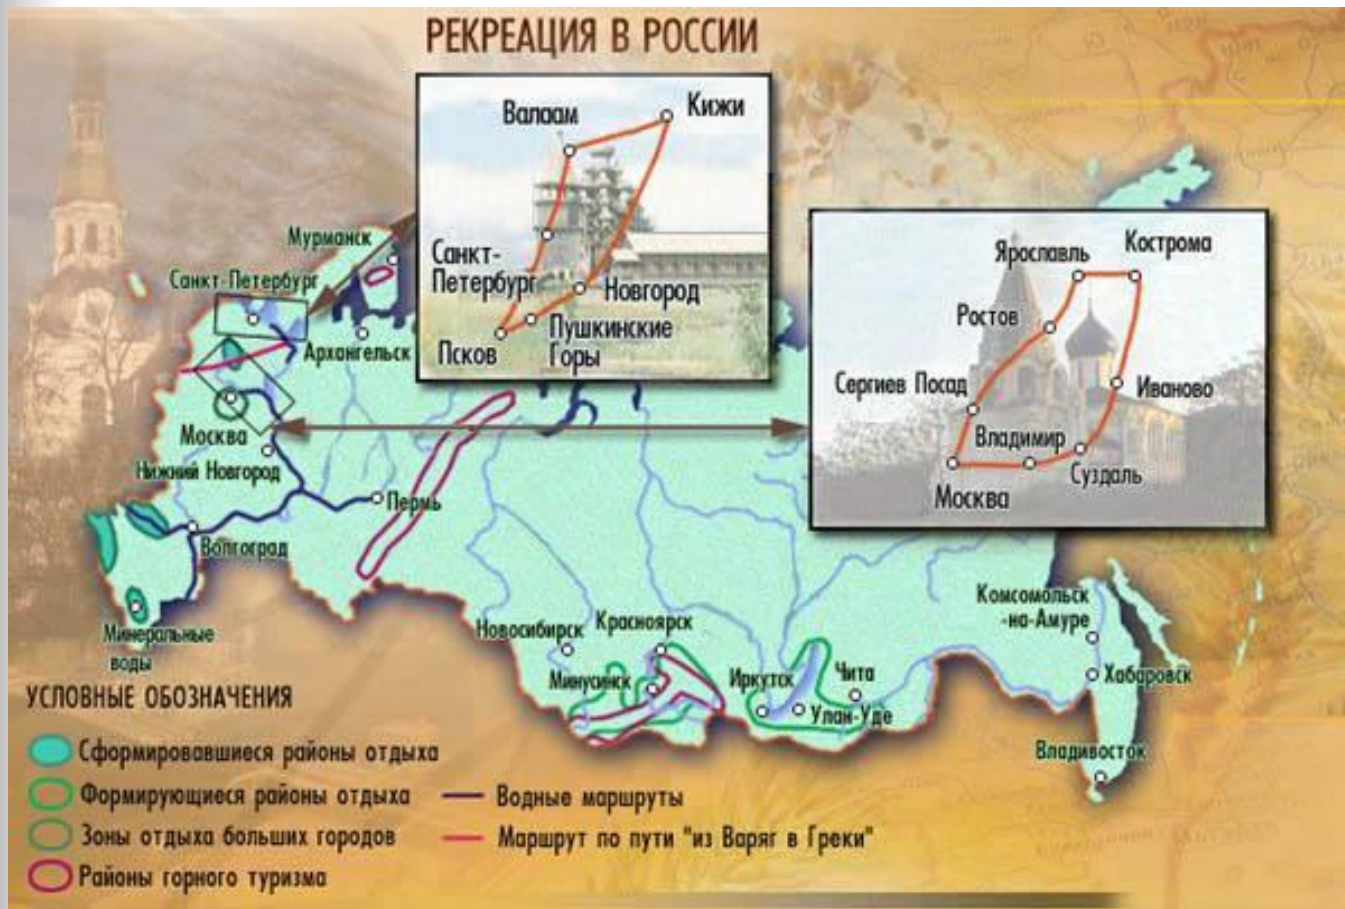 РЕКРЕАЦИЯ В РОССИИ
Валаам
Кижи
Санкт-
Петербург
Новгород
Пушкинские
Горы
Псков
Ярославль
Кострома
Ростов
Сергиев Посад
Иваново
Владимир
Суздаль
Москва
Мурманск
Санкт-Петербург
Архангельск
Москва
Нижний Новгород
Пермь
Волгоград
Минеральные
воды
Новосибирск
Красноярск
Минусинск
Иркутск
Чита
Улан-Уде
Комсомольск
-на-Амуре
Хабаровск
Владивосток
УСЛОВНЫЕ ОБОЗНАЧЕНИЯ
Сформировавшиеся районы отдыха
Формирующиеся районы отдыха
Зоны отдыха больших городов
Районы горного туризма
Водные маршруты
Маршрут по пути "из Варяг в Греки"